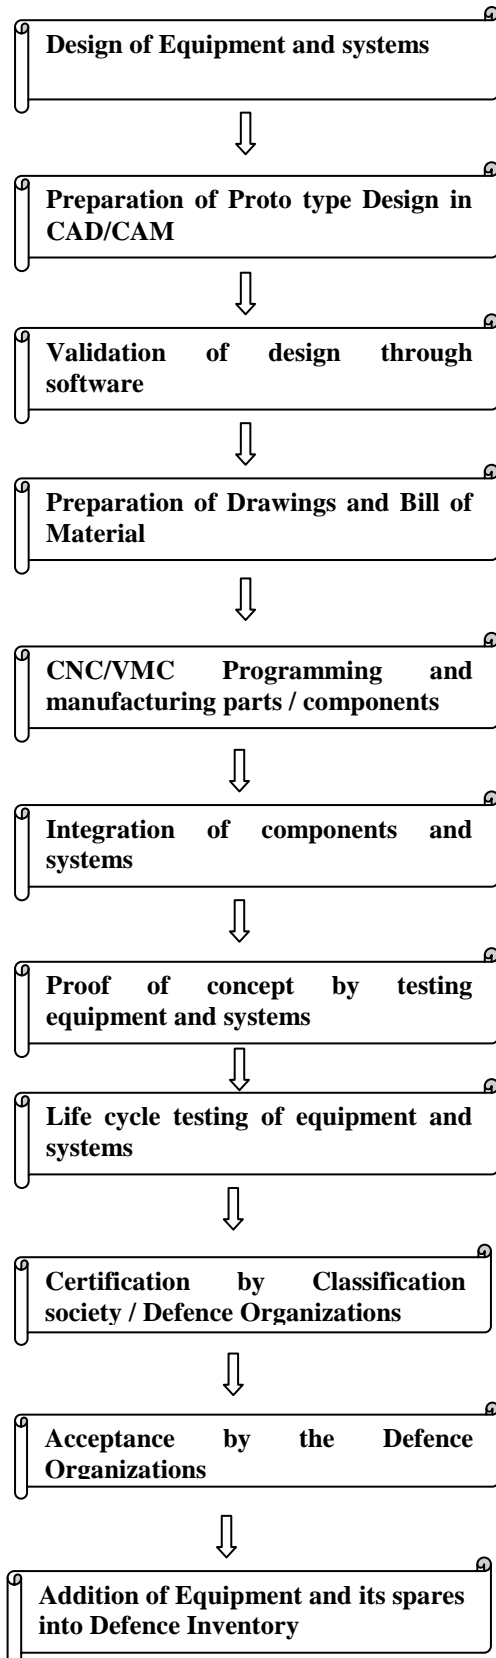 Design of Equipment and systems
Preparation of Proto type Design in
CAD/CAM
Validation of design through
software
Preparation of Drawings and Bill of
Material
CNC/VMC Programming and
manufacturing parts / components
Integration of components and
systems
Proof of concept by testing
equipment and systems
Life cycle testing of equipment and
systems
Certification by Classification
society / Defence Organizations
Acceptance by the Defence
Organizations
Addition of Equipment and its spares
into Defence Inventory